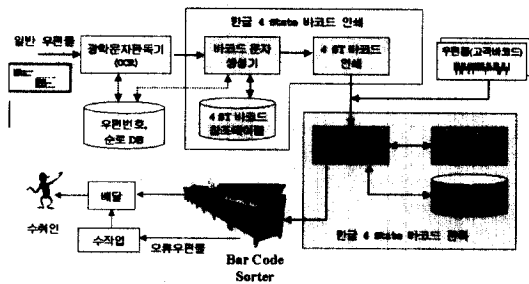 한글 4 State 바코드 인쇄
일반 우편물
광학문자판독기
(OCR)
바코드 문자
생성기
4 ST 바코드
인쇄
우편물(고객바코드)
우편번호,
순로 DB
4 ST 바코드
참조테이블
배달
수취인
수작업
오류우편물
한글 4 State 바코드 판독
Bar Code
Sorter